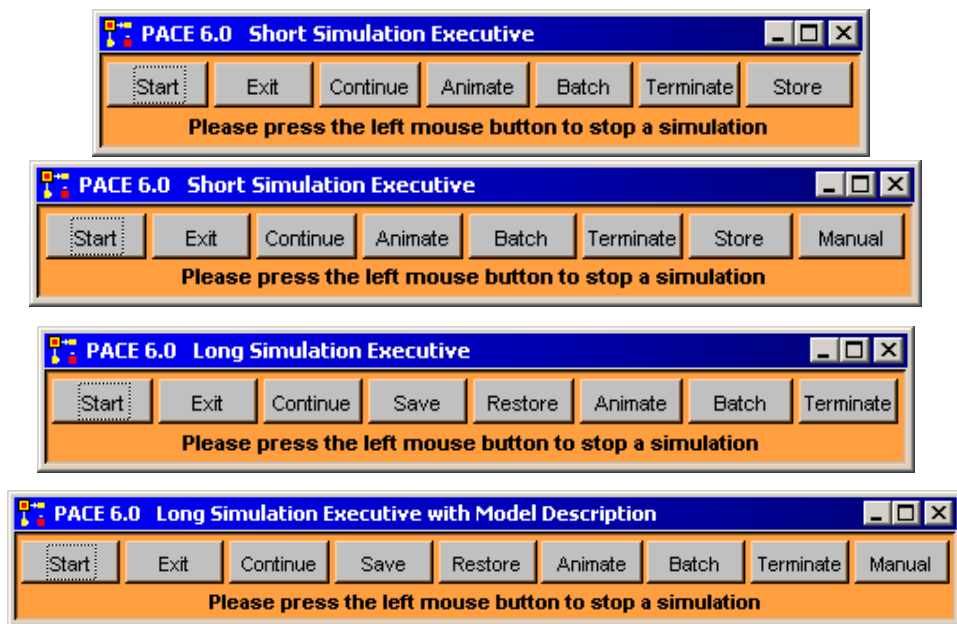 PACE 6.0 Short Simulation Executive
Start Exit Continue Animate Batch Terminate Store
Please press the left mouse button to stop a simulation
PACE 6.0 Short Simulation Executive
Start Exit Continue Animate Batch Terminate Store Manual
Please press the left mouse button to stop a simulation
PACE 6.0 Long Simulation Executive
Start Exit Continue Save Restore Animate Batch Terminate
Please press the left mouse button to stop a simulation
PACE 6.0 Long Simulation Executive with Model Description
Start Exit Continue Save Restore Animate Batch Terminate Manual
Please press the left mouse button to stop a simulation